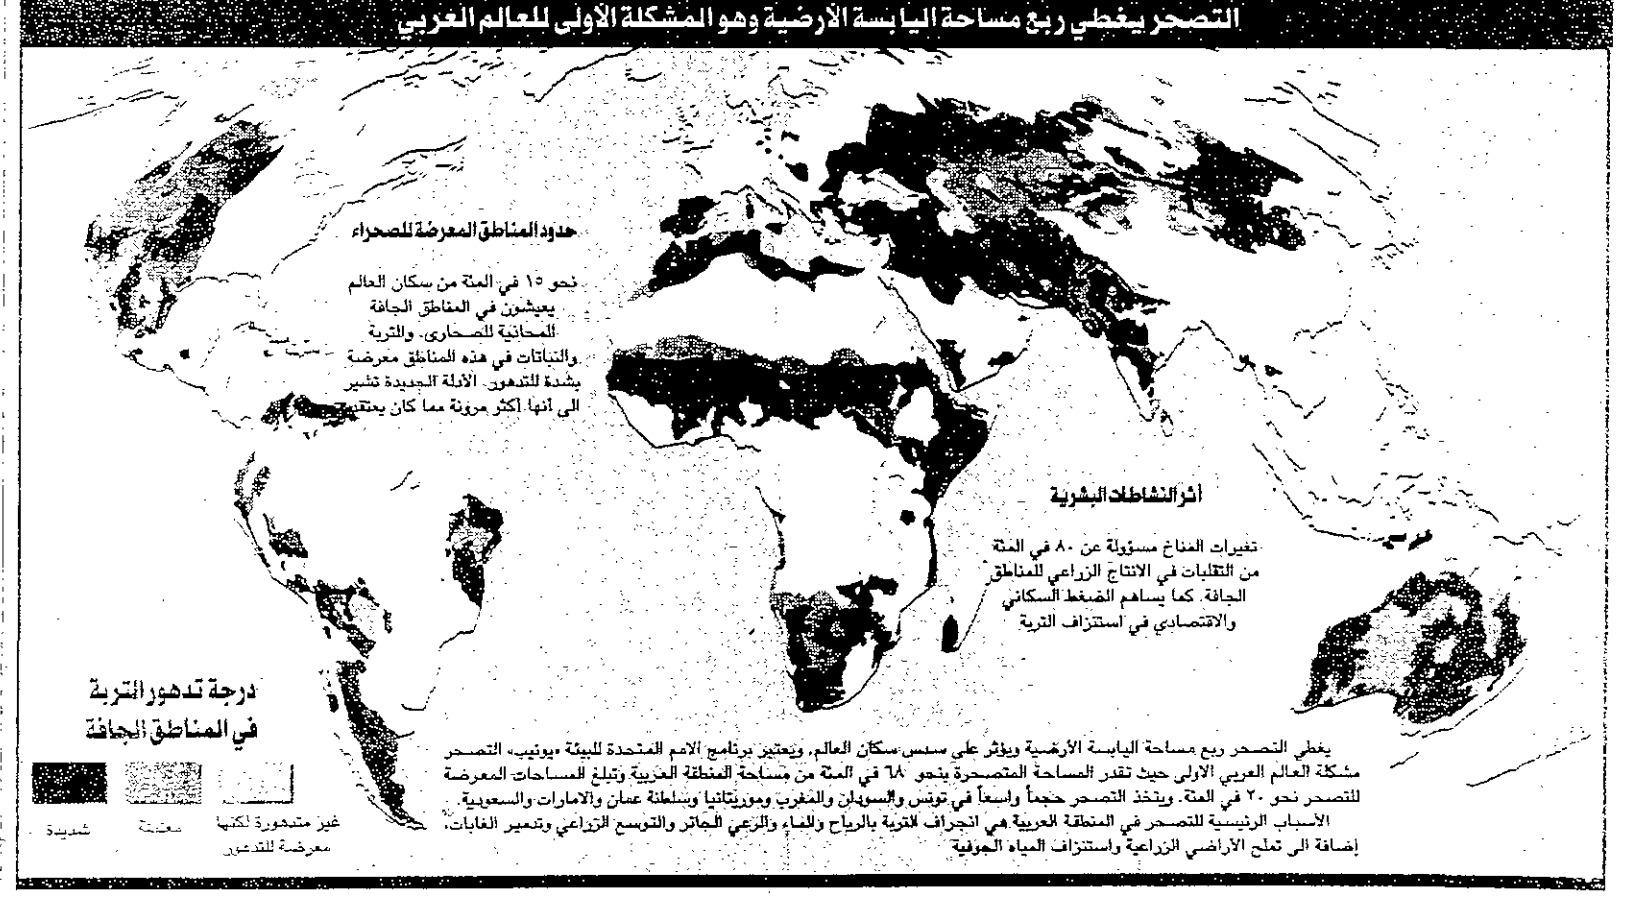 التصحر يغطي ربع مساحة اليابسة الأرضية وهو المشكلة الأولى للعالم العربي
حدود المناطق المعرضة للصحراء
نحو ١٥ في المئة من سكان العالم
يعيشون في المناطق الجافة
المحاذية للصحارى. والتربة
والنباتات في هذه المناطق معرضة
بشدة للتدهور. الأدلة الجديدة تشير
الى أنها أكثر مرونة مما كان يعتقد
أثر النشاطات البشرية
تغيرات المناخ مسؤولة عن ٨٠ في المئة
من التقلبات في الانتاج الزراعي للمناطق
الجافة. كما يساهم الضغط السكاني
والاقتصادي في استنزاف التربة
درجة تدهور التربة
في المناطق الجافة
شديدة
معتدلة
غير متدهورة لكنها
معرضة للتدهور
يغطي التصحر ربع مساحة اليابسة الأرضية ويؤثر على سدس سكان العالم. ويعتبر برنامج الامم المتحدة للبيئة «يونيب» التصحر
مشكلة العالم العربي الاولى حيث تقدر المساحة المتصحرة بنحو ٦٨ في المئة من مساحة المنطقة العربية وتبلغ المساحات المعرضة
للتصحر نحو ٢٠ في المئة. ويتخذ التصحر حجماً واسعاً في تونس والسودان والمغرب وموريتانيا وسلطنة عمان والامارات والسعودية.
الأسباب الرئيسية للتصحر في المنطقة العربية هي انجراف التربة بالرياح والماء والرعي الجائر والتوسع الزراعي وتدمير الغابات،
إضافة الى تملح الأراضي الزراعية واستنزاف المياه الجوفية